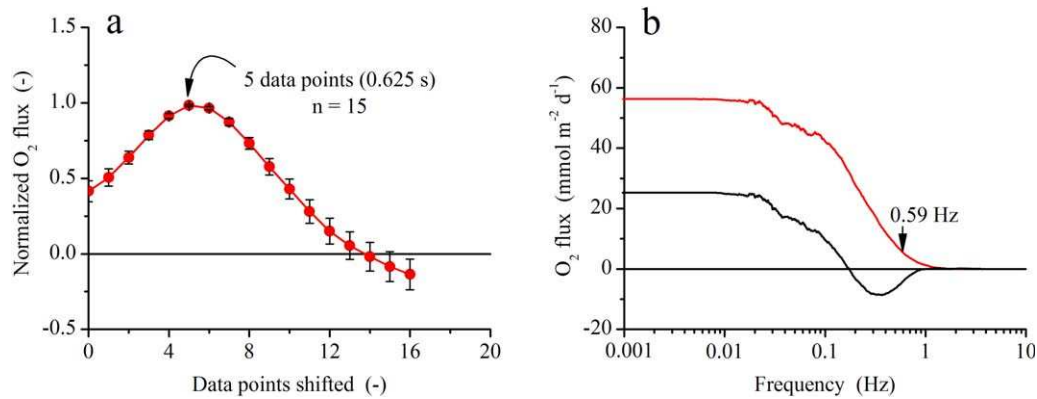 a
1.5
1.0
0.5
0.0
-0.5
0
4
8
12
16
20
Normalized O₂ flux (-)
Data points shifted (-)
5 data points (0.625 s)
n = 15
b
80
60
40
20
0
-20
0.001
0.01
0.1
1
10
O₂ flux (mmol m⁻² d⁻¹)
Frequency (Hz)
0.59 Hz